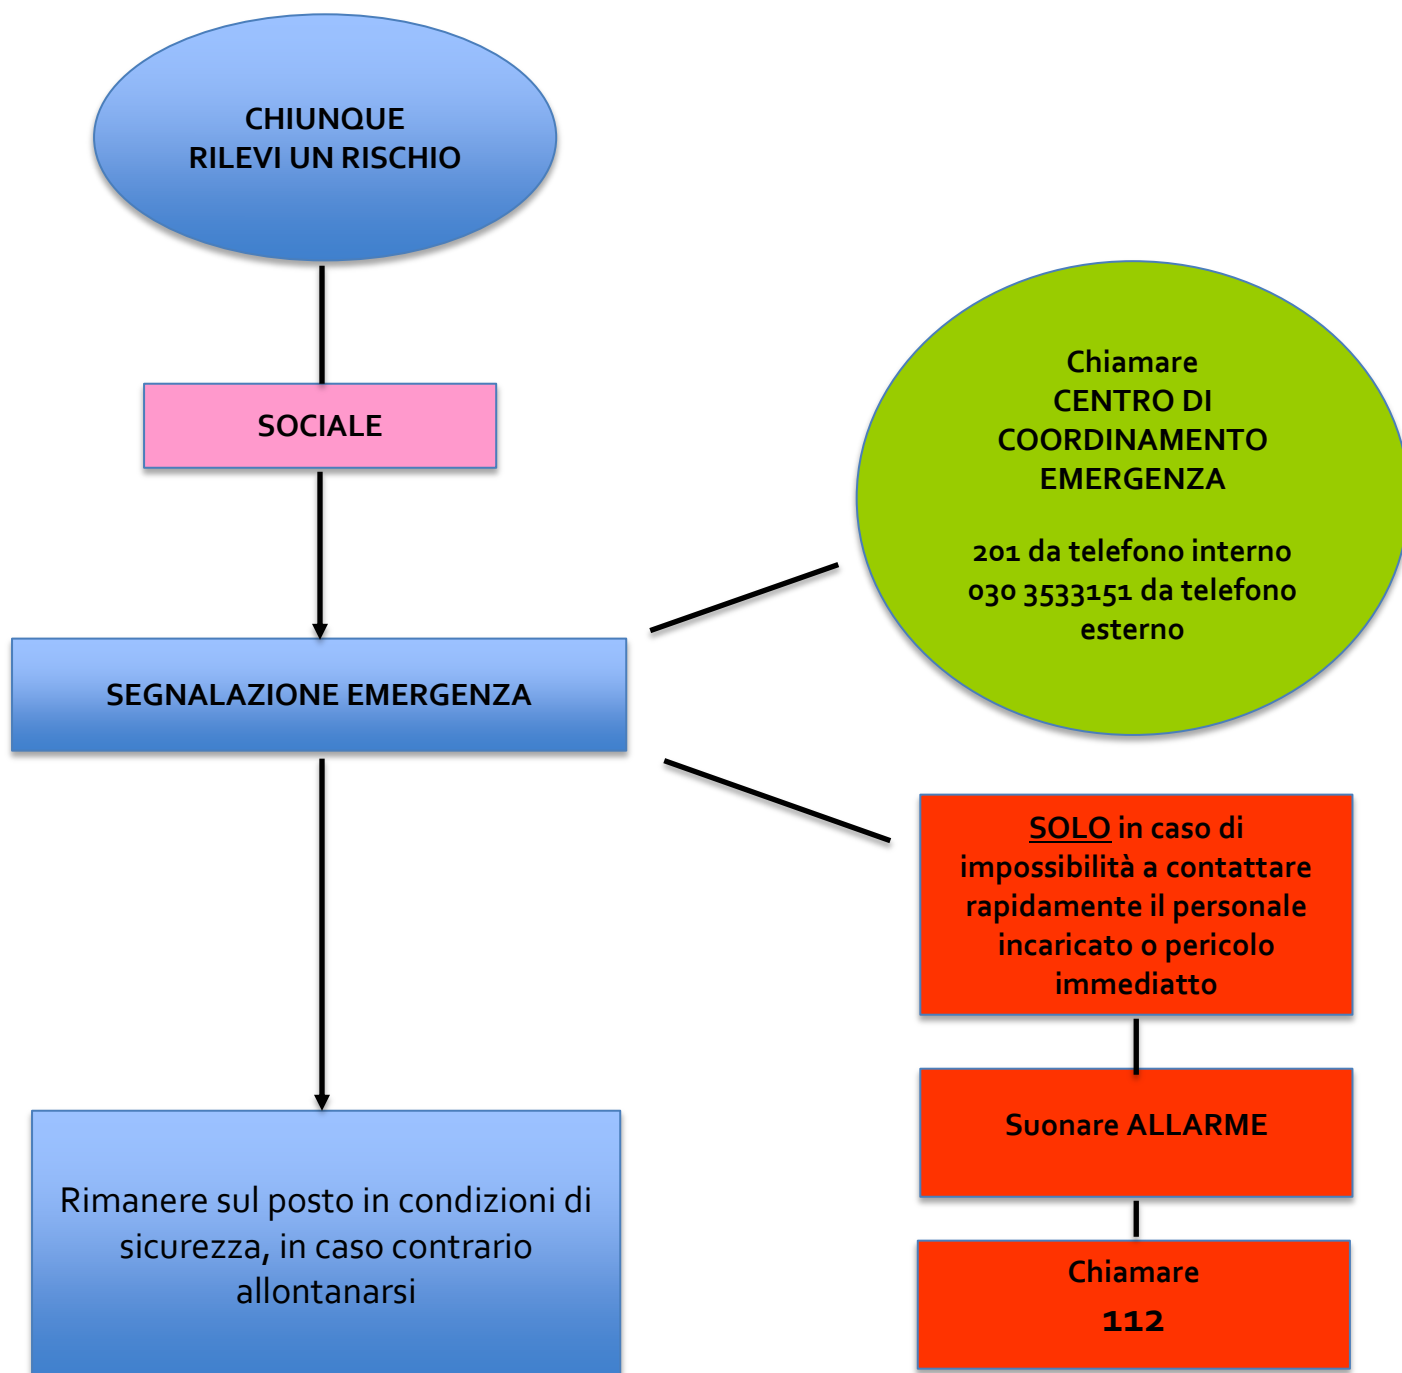 CHIUNQUE
RILEVI UN RISCHIO
SOCIALE
Chiamare
CENTRO DI
COORDINAMENTO
EMERGENZA
201 da telefono interno
030 3533151 da telefono
esterno
SEGNALAZIONE EMERGENZA
SOLO in caso di
impossibilità a contattare
rapidamente il personale
incaricato o pericolo
immediatto
Suonare ALLARME
Rimanere sul posto in condizioni di
sicurezza, in caso contrario
allontanarsi
Chiamare
112